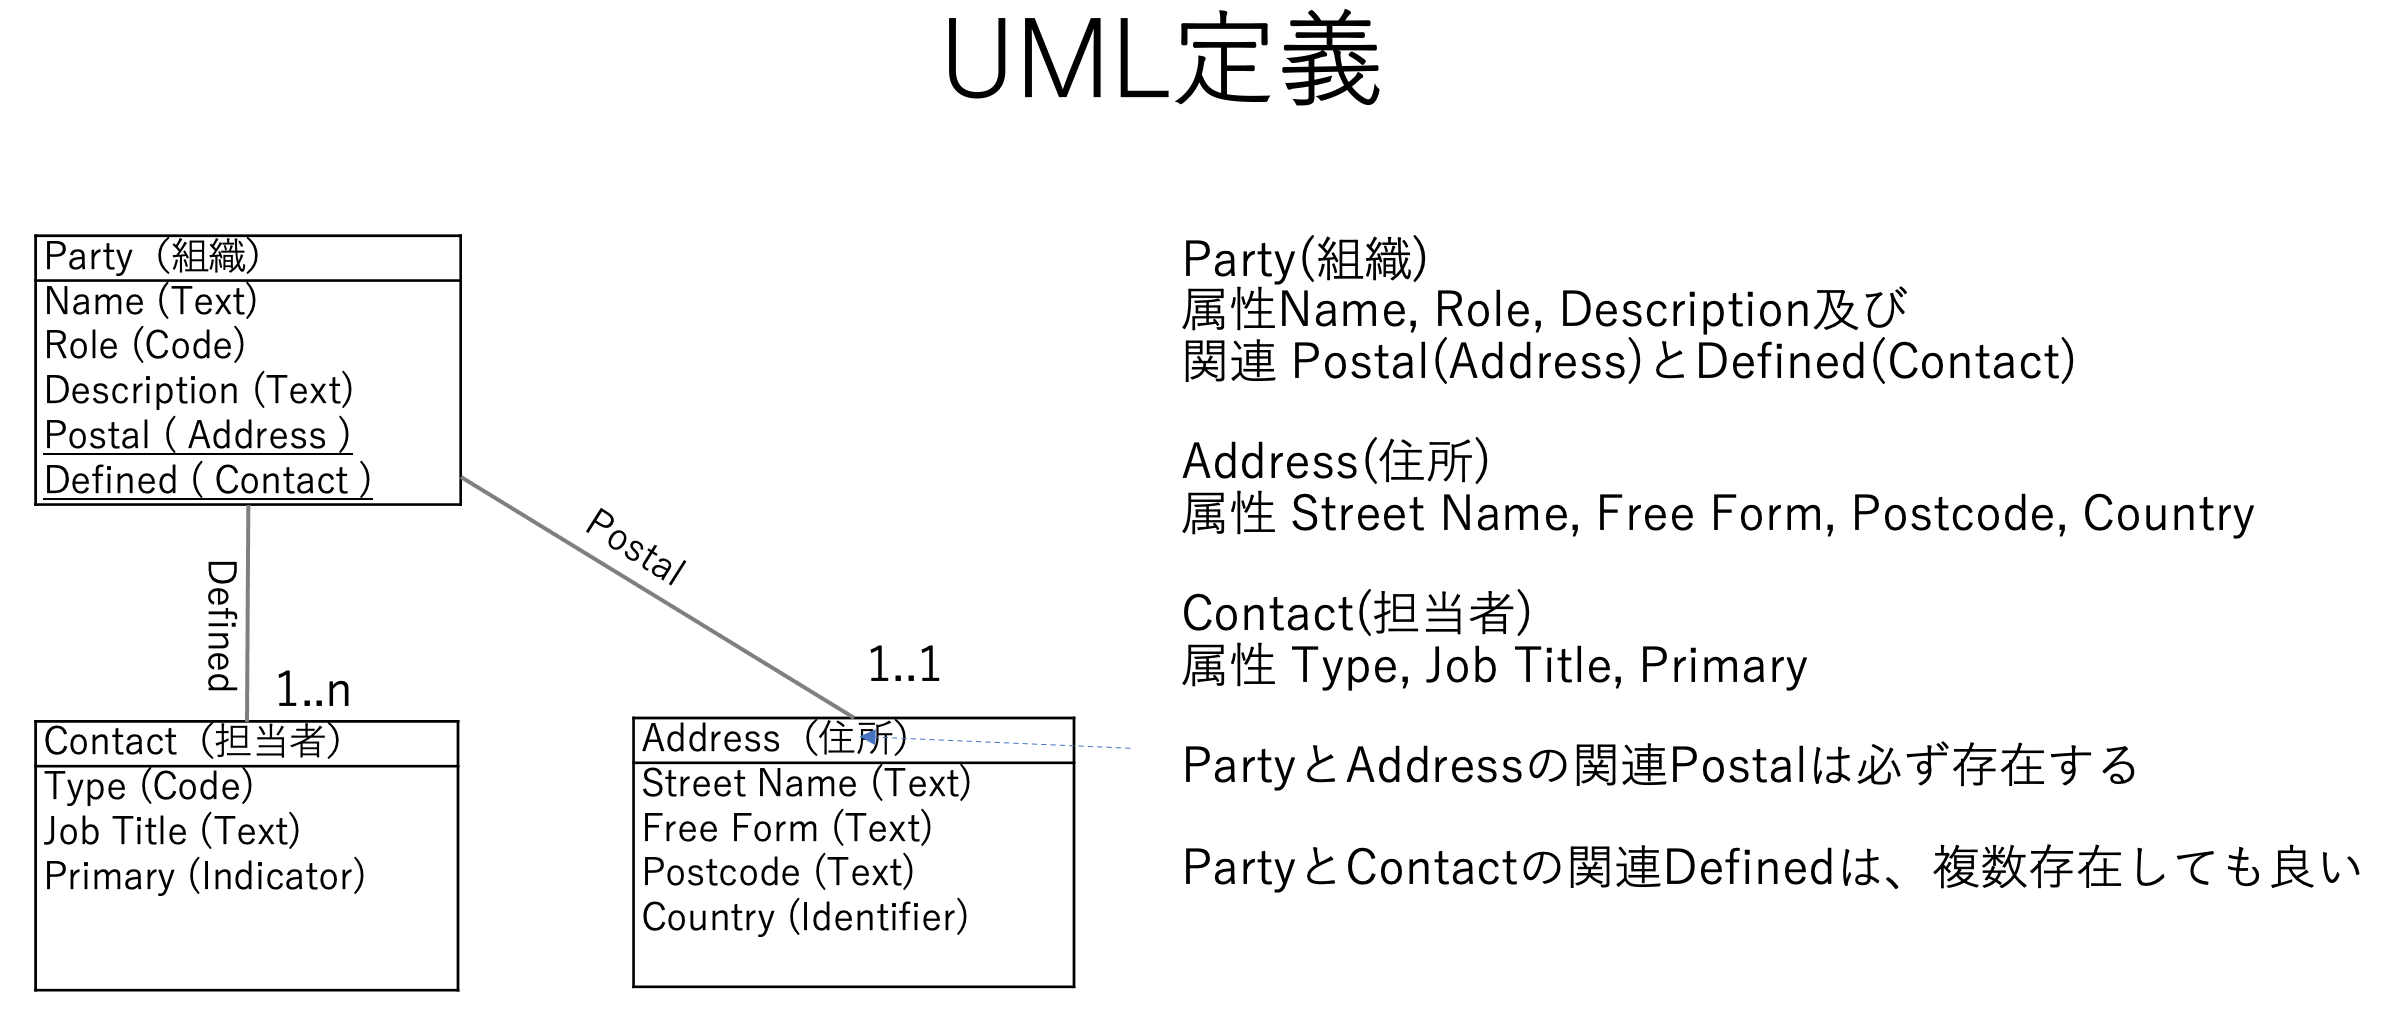 UML定義
Party（組織）
Name (Text)
Role (Code)
Description (Text)
Postal ( Address )
Defined ( Contact )
Defined
Postal
1..n
1..1
Contact（担当者）
Type (Code)
Job Title (Text)
Primary (Indicator)
Address（住所）
Street Name (Text)
Free Form (Text)
Postcode (Text)
Country (Identifier)
Party(組織)
属性Name, Role, Description及び
関連 Postal(Address)とDefined(Contact)
Address(住所)
属性 Street Name, Free Form, Postcode, Country
Contact(担当者)
属性 Type, Job Title, Primary
PartyとAddressの関連Postalは必ず存在する
PartyとContactの関連Definedは、複数存在しても良い